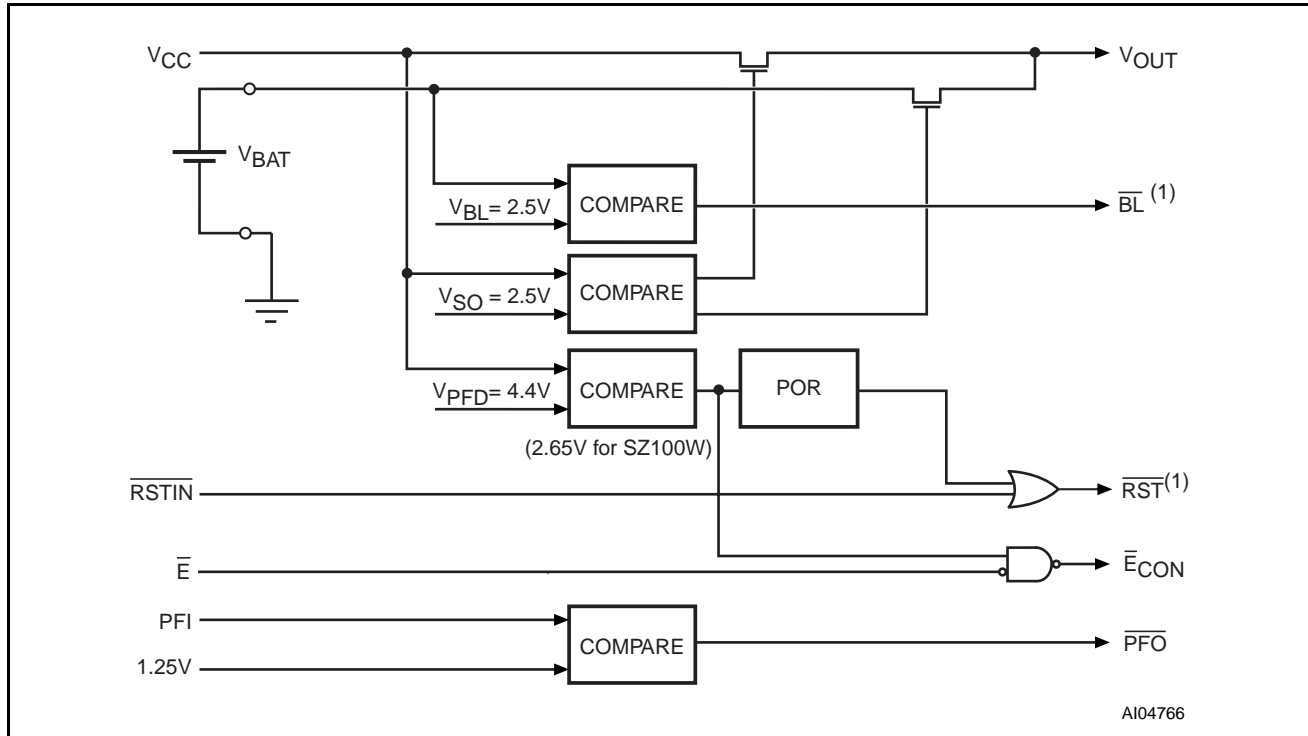 VCC
VOUT
VBAT
COMPARE
VBL= 2.5V
BL (1)
COMPARE
VSO = 2.5V
COMPARE
POR
VPFD= 4.4V
(2.65V for SZ100W)
RSTIN
RST(1)
E
ECON
PFI
COMPARE
PFO
1.25V
AI04766